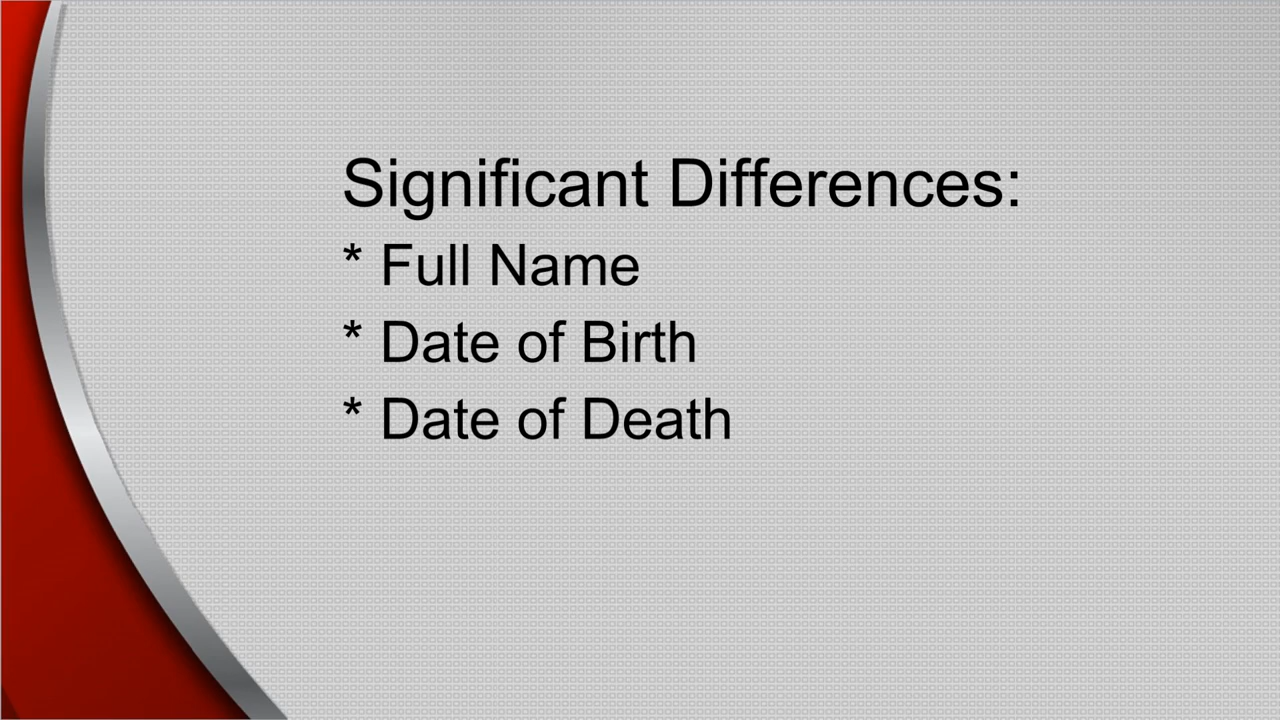 Significant Differences:
* Full Name
* Date of Birth
* Date of Death